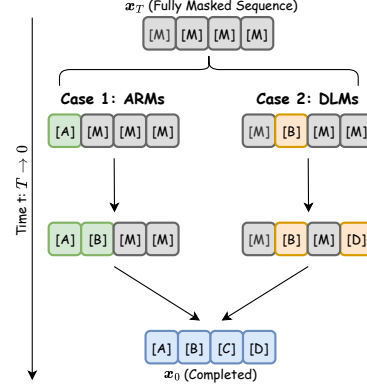 x_T (Fully Masked Sequence)
[M] [M] [M] [M]
Case 1: ARMs Case 2: DLMs
[A] [M] [M] [M] [M] [B] [M] [M]
Time t: T → 0
[A] [B] [M] [M] [M] [B] [M] [D]
[A] [B] [C] [D]
x_0 (Completed)